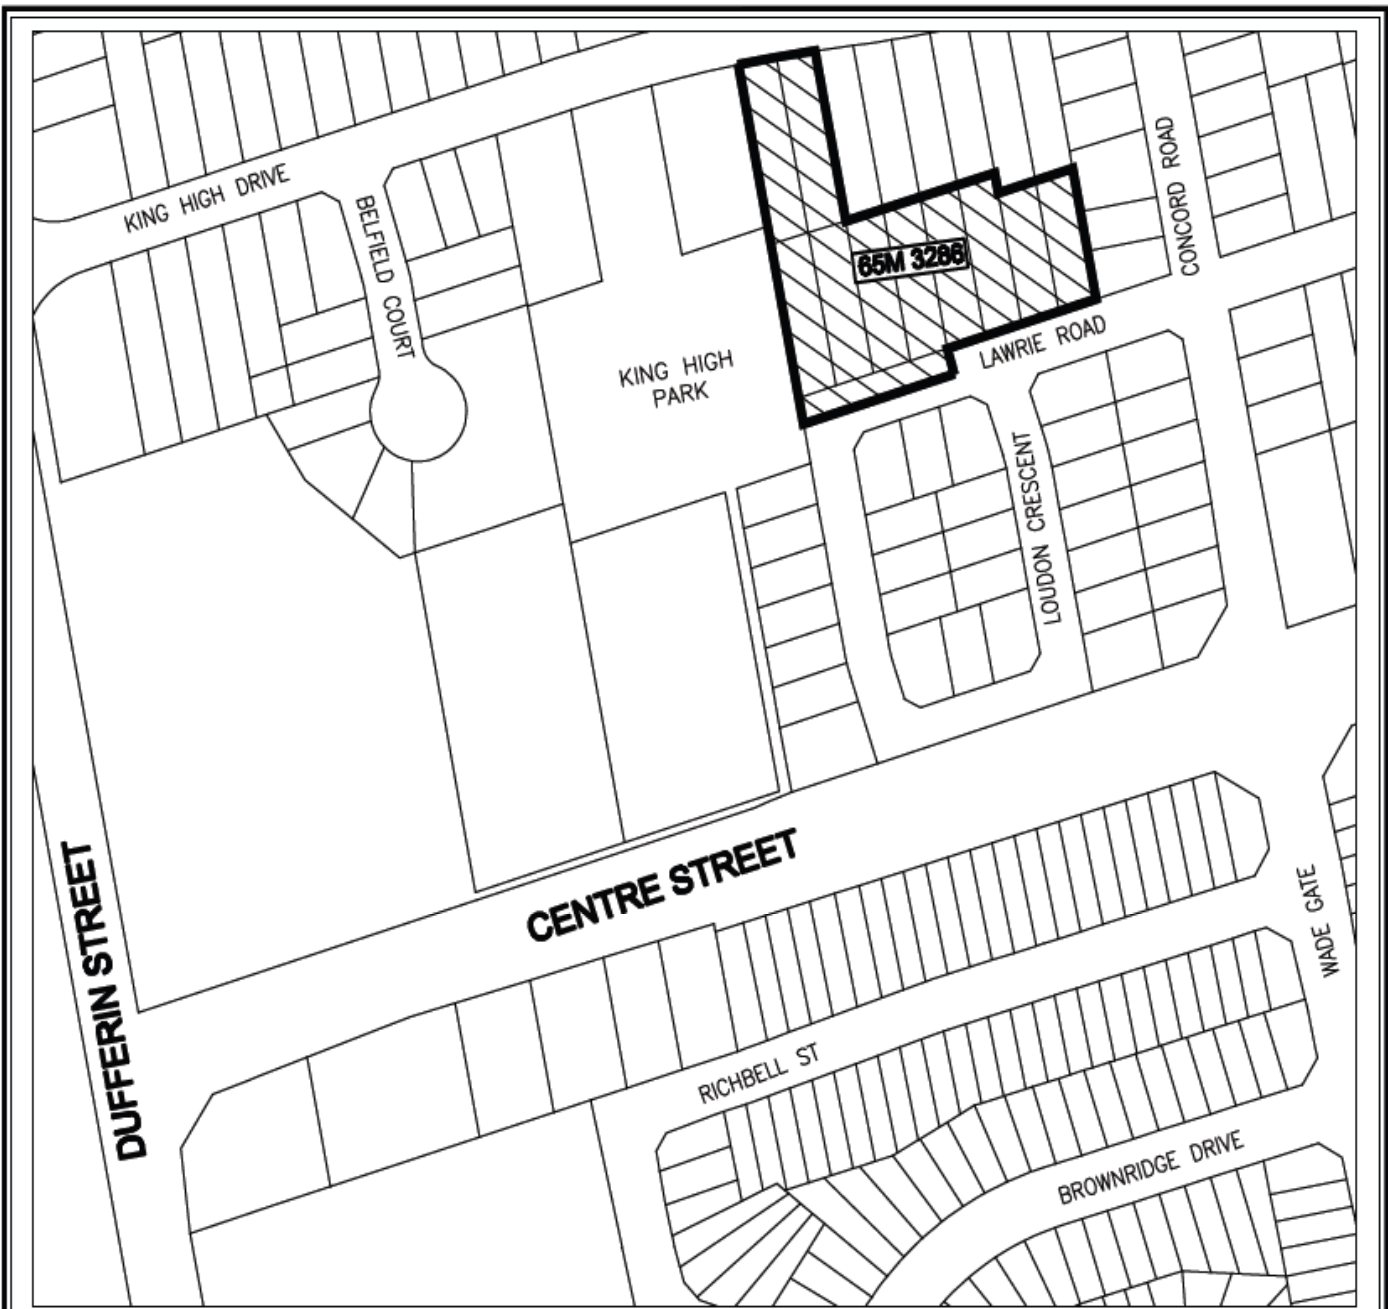 KING HIGH DRIVE
BELFIELD COURT
CONCORD ROAD
65M 3286
LAWRIE ROAD
KING HIGH
PARK
LOUDON CRESCENT
CENTRE STREET
DUFFERIN STREET
WADE GATE
RICHBELL ST
BROWNRIDGE DRIVE